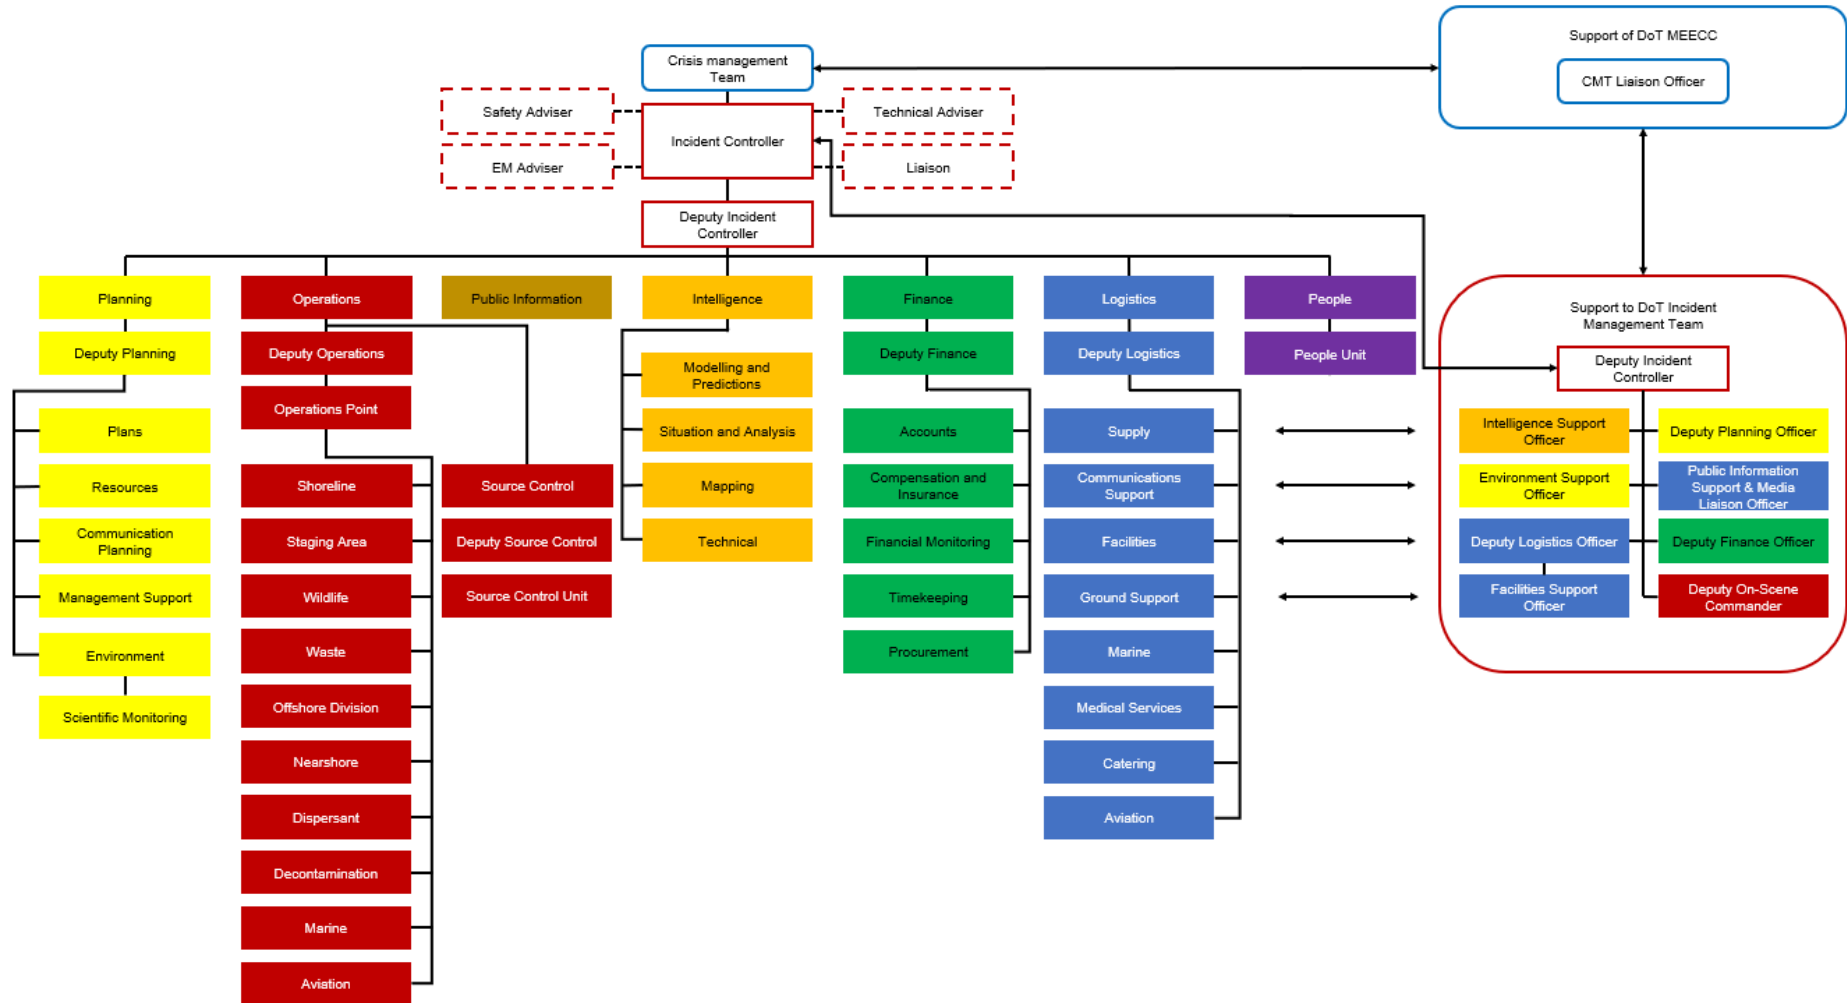 Support of DoT MEECC
CMT Liaison Officer
Crisis management
Team
Safety Adviser
Technical Adviser
Incident Controller
EM Adviser
Liaison
Deputy Incident
Controller
Planning
Operations
Public Information
Intelligence
Finance
Logistics
People
Deputy Planning
Deputy Operations
Deputy Finance
Deputy Logistics
People Unit
Modelling and
Predictions
Operations Point
Plans
Situation and Analysis
Accounts
Supply
Resources
Shoreline
Source Control
Mapping
Compensation and
Insurance
Communications
Support
Communication
Planning
Staging Area
Deputy Source Control
Technical
Financial Monitoring
Facilities
Management Support
Wildlife
Source Control Unit
Timekeeping
Ground Support
Environment
Waste
Procurement
Marine
Scientific Monitoring
Offshore Division
Medical Services
Nearshore
Catering
Dispersant
Aviation
Decontamination
Marine
Aviation
Support to DoT Incident
Management Team
Deputy Incident
Controller
Intelligence Support
Officer
Deputy Planning Officer
Environment Support
Officer
Public Information
Support & Media
Liaison Officer
Deputy Logistics Officer
Deputy Finance Officer
Facilities Support
Officer
Deputy On-Scene
Commander